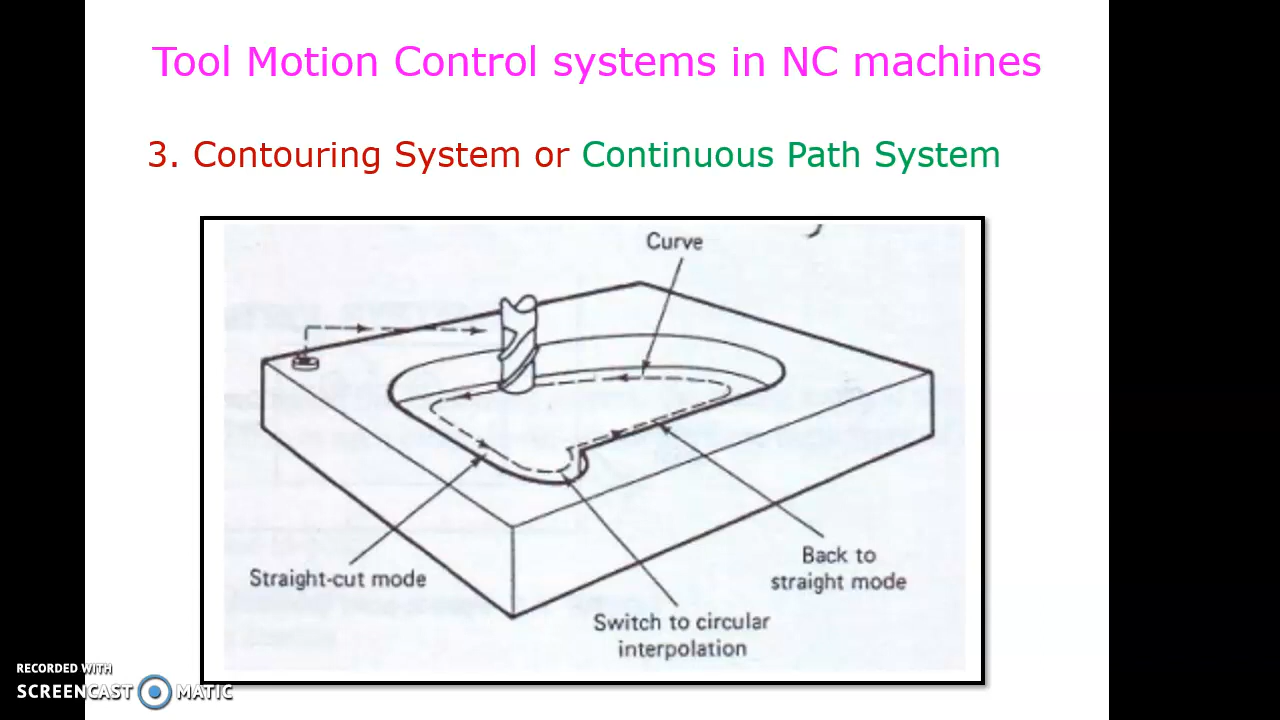 Tool Motion Control systems in NC machines
3. Contouring System or Continuous Path System
Curve
Straight-cut mode
Back to
straight mode
Switch to circular
interpolation
RECORDED WITH
SCREENCAST MATIC